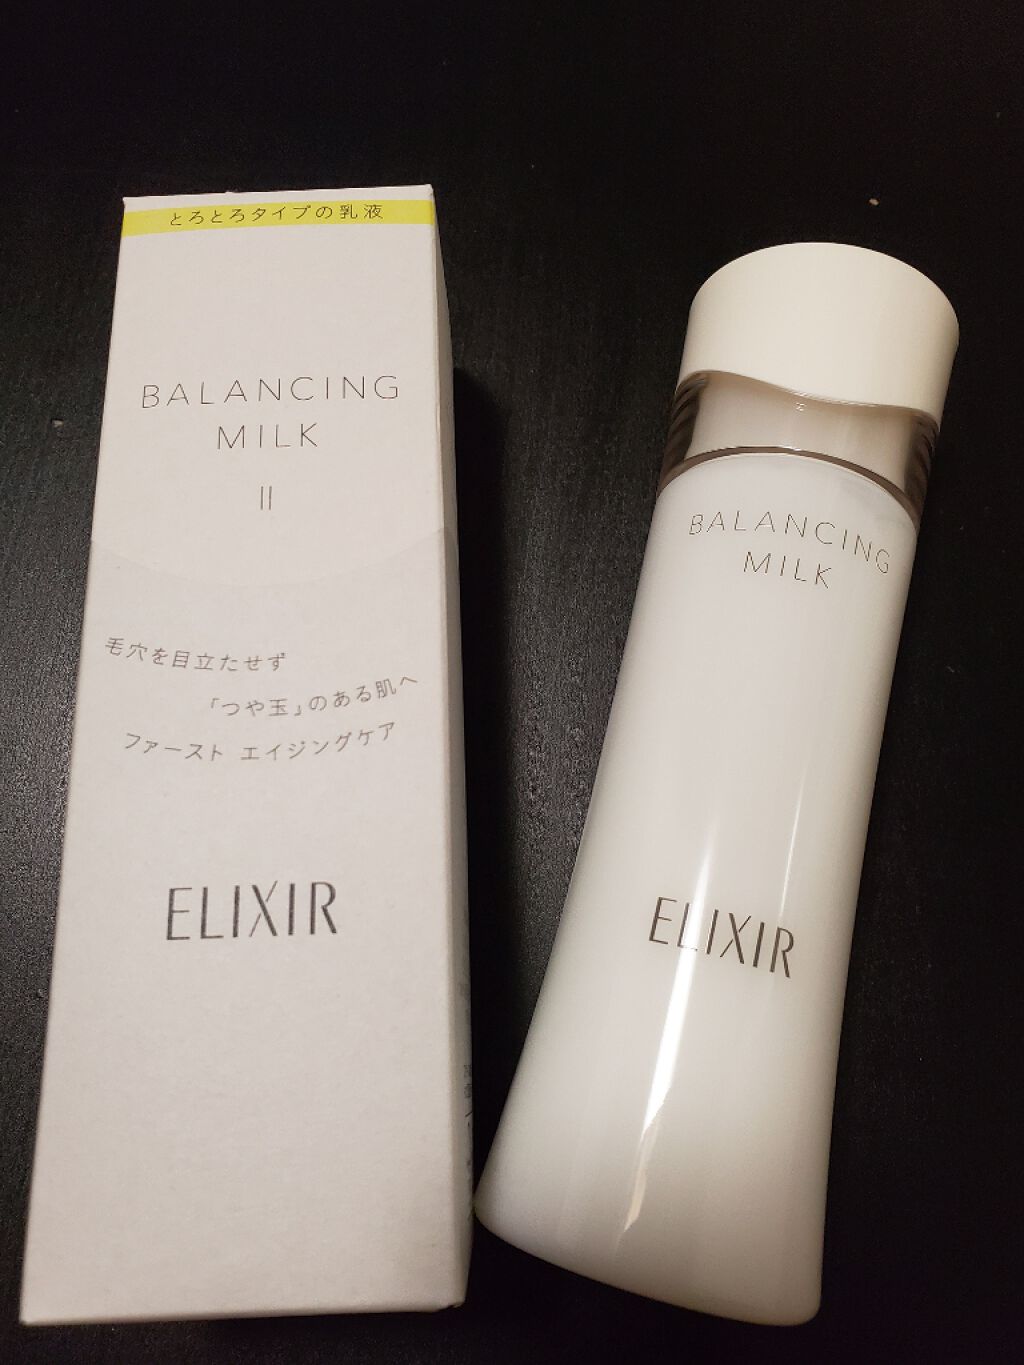 とろとろタイプの乳液
BALANCING
MILK
II
毛穴を目立たせず
「つや玉」のある肌へ
ファースト エイジングケア
ELIXIR
BALANCING
MILK
ELIXIR